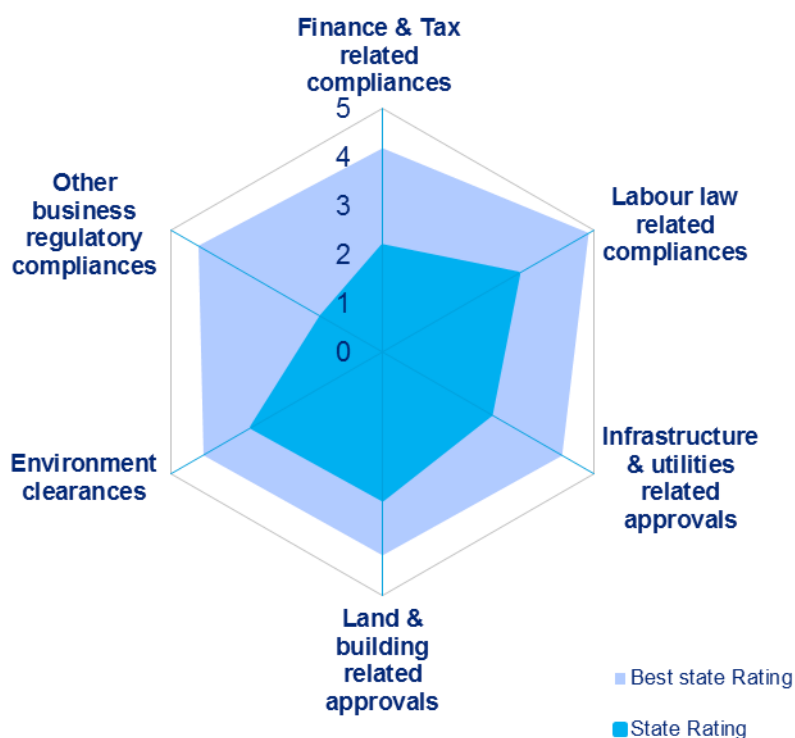 Finance & Tax
related
compliances
5
4
3
2
1
0
Other
business
regulatory
compliances
Labour law
related
compliances
Environment
clearances
Infrastructure
& utilities
related
approvals
Land &
building
related
approvals
Best state Rating
State Rating